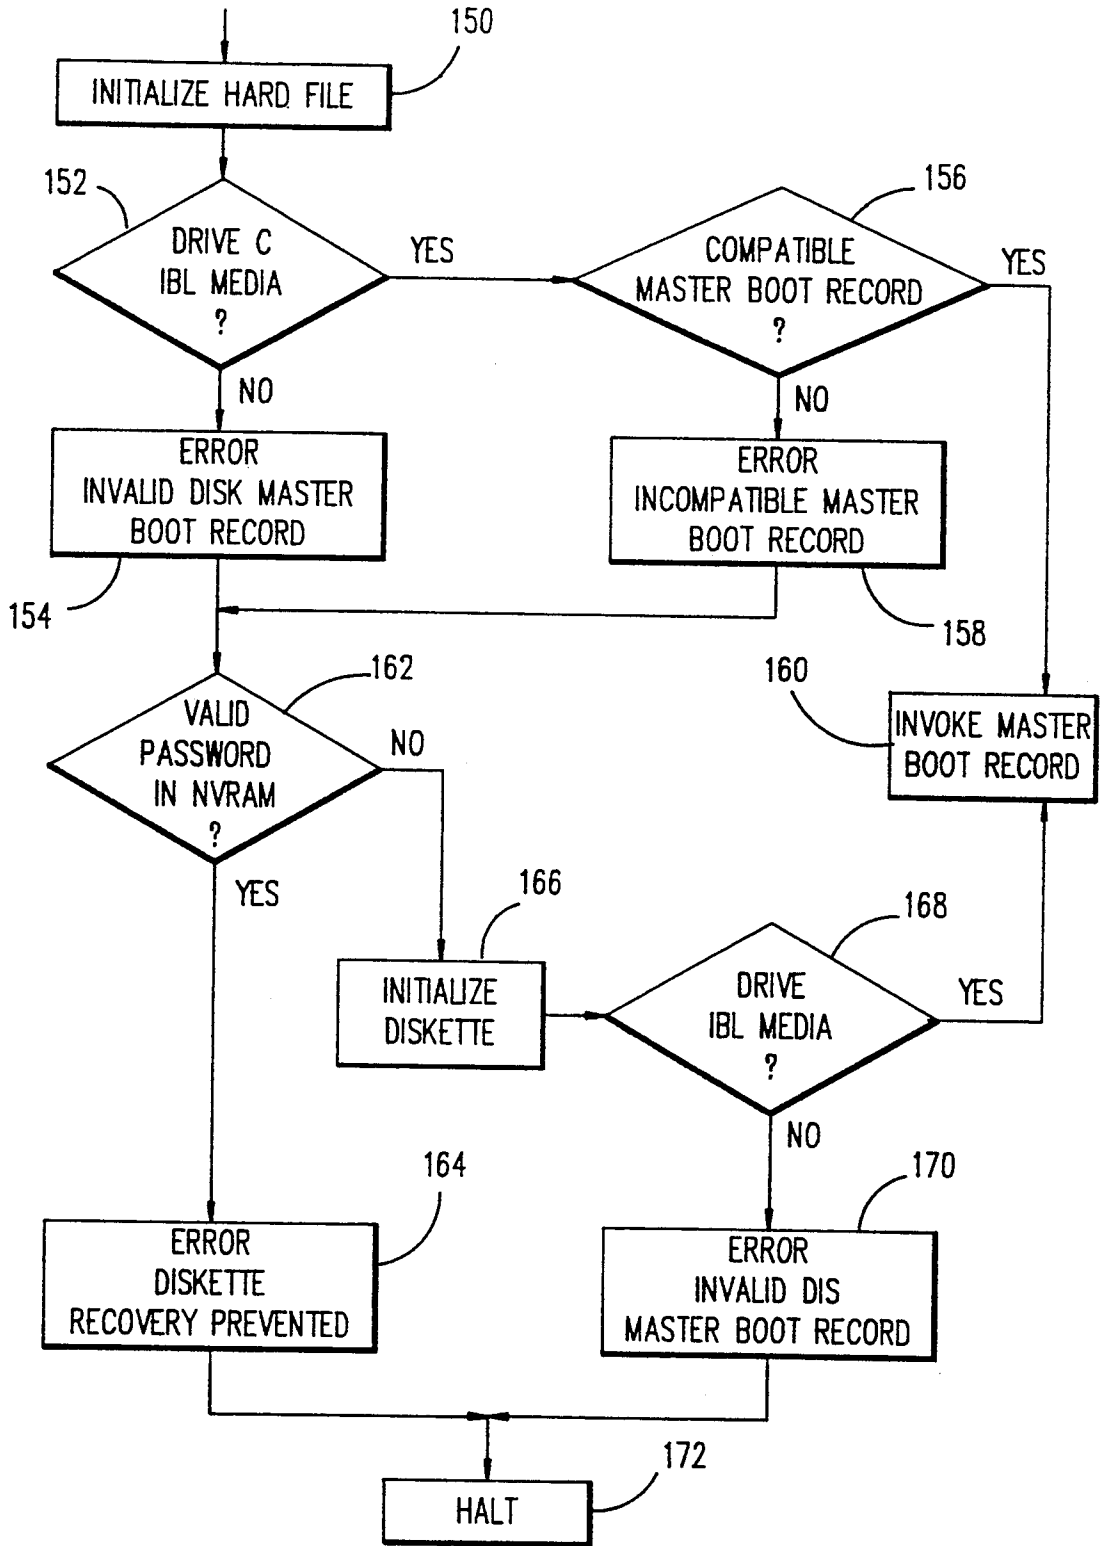 150
INITIALIZE HARD FILE
152
DRIVE C
IBL MEDIA
?
YES
NO
156
COMPATIBLE
MASTER BOOT RECORD
?
YES
NO
ERROR
INVALID DISK MASTER
BOOT RECORD
154
ERROR
INCOMPATIBLE MASTER
BOOT RECORD
158
160
INVOKE MASTER
BOOT RECORD
162
VALID
PASSWORD
IN NVRAM
?
NO
YES
166
INITIALIZE
DISKETTE
168
DRIVE
IBL MEDIA
?
YES
NO
164
ERROR
DISKETTE
RECOVERY PREVENTED
170
ERROR
INVALID DIS
MASTER BOOT RECORD
172
HALT